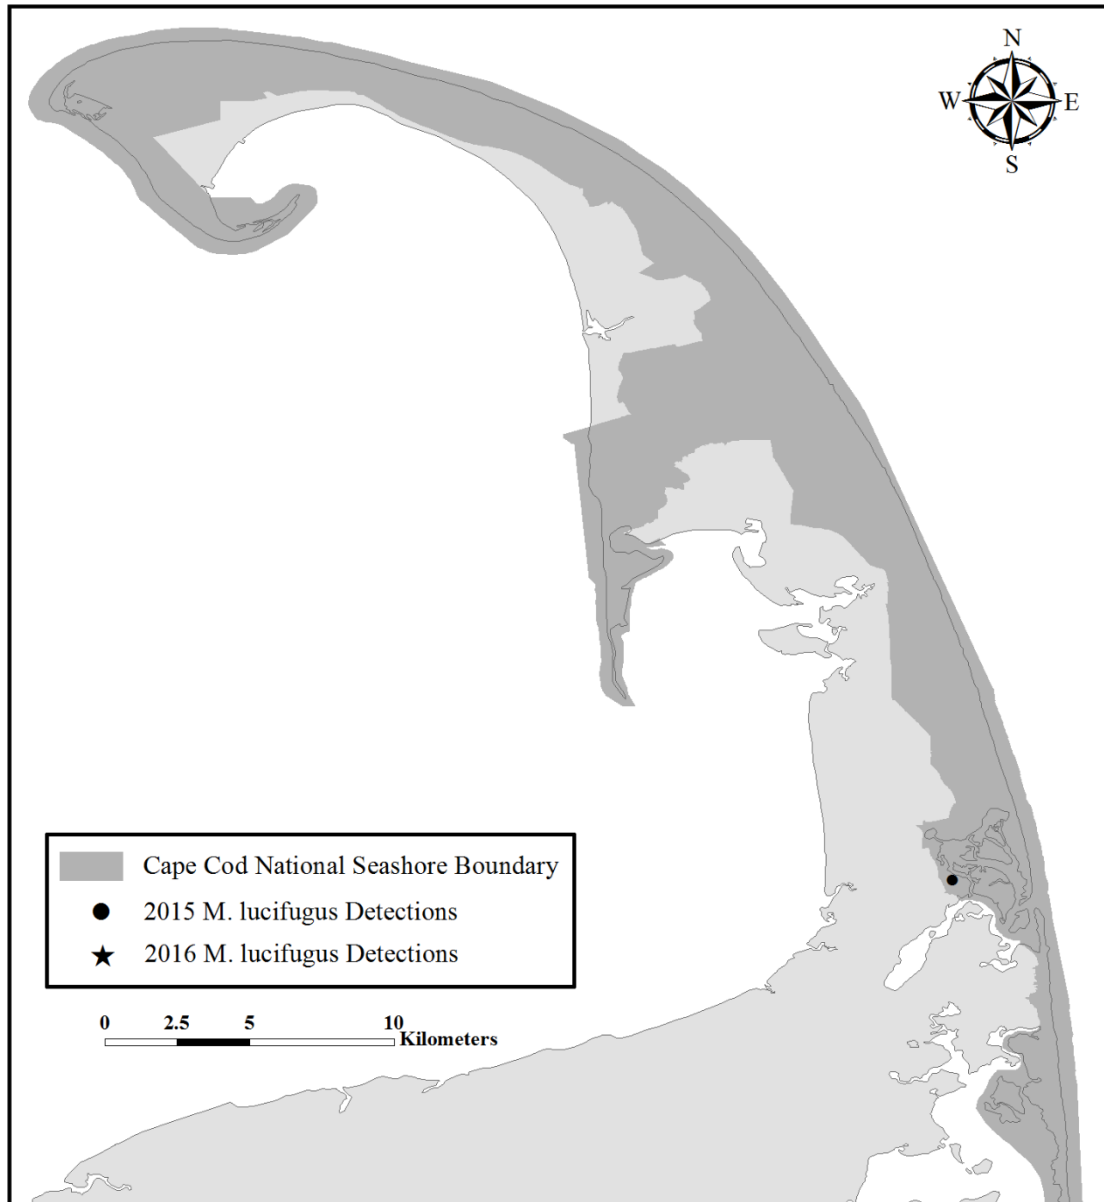 N
W E
S
Cape Cod National Seashore Boundary
2015 M. lucifugus Detections
2016 M. lucifugus Detections
0 2.5 5 10
Kilometers